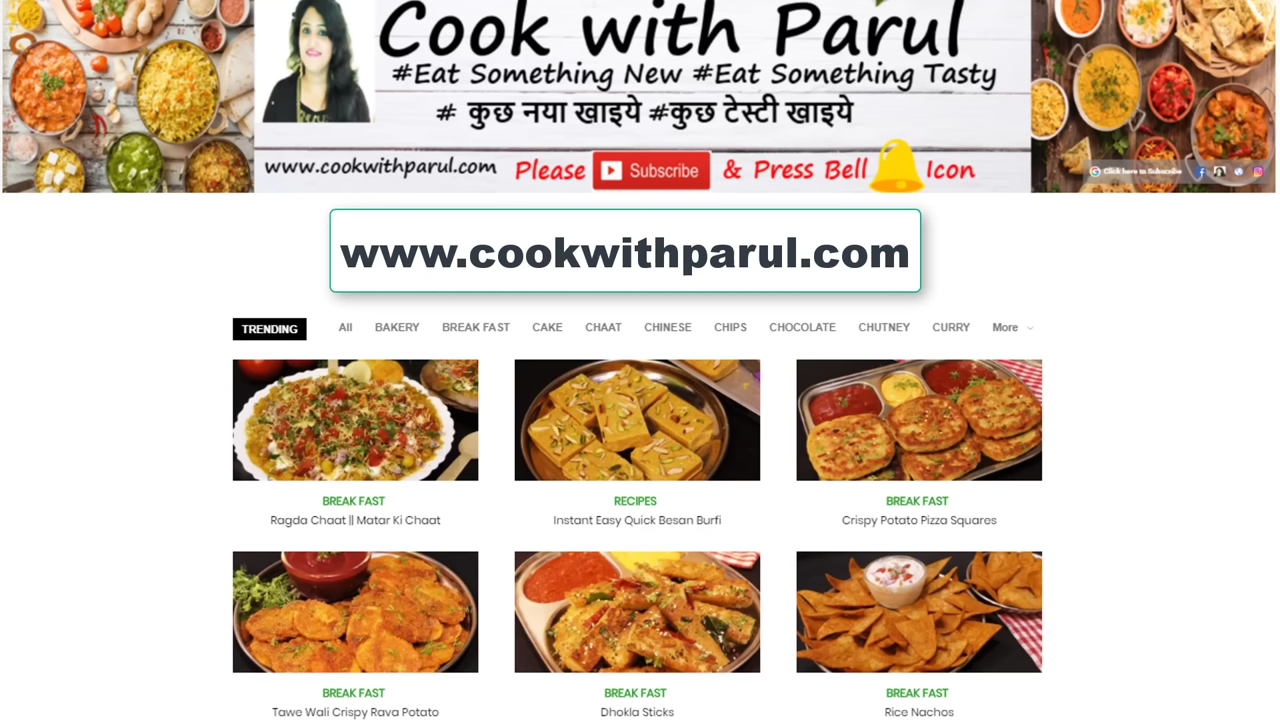 Cook with Parul
#Eat Something New #Eat Something Tasty
# कुछ नया खाइये #कुछ टेस्टी खाइये
www.cookwithparul.com Please Subscribe & Press Bell Icon
Click here to Subscribe
www.cookwithparul.com
TRENDING All BAKERY BREAK FAST CAKE CHAAT CHINESE CHIPS CHOCOLATE CHUTNEY CURRY More
BREAK FAST RECIPES BREAK FAST
Ragda Chaat || Matar Ki Chaat Instant Easy Quick Besan Burfi Crispy Potato Pizza Squares
BREAK FAST BREAK FAST BREAK FAST
Tawe Wali Crispy Rava Potato Dhokla Sticks Rice Nachos